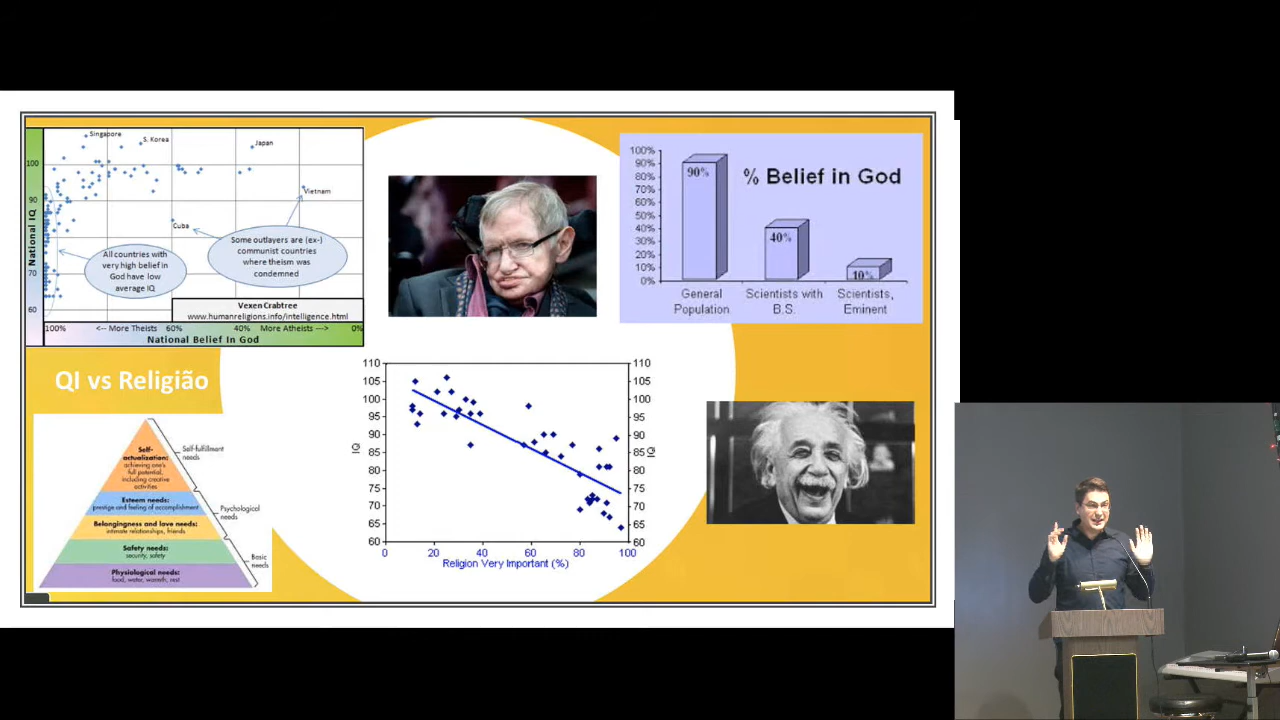 Singapore
S. Korea
Japan
Vietnam
Cuba
100
90
70
60
National IQ
All countries with
very high belief in
God have low
average IQ
Some outlayers are (ex-)
communist countries
where theism was
condemned
Vexen Crabtree
www.humanreligions.info/intelligence.html
100% <-- More Theists 60% 40% More Atheists ---> 0%
National Belief In God
100%
90%
80%
70%
60%
50%
40%
30%
20%
10%
0%
% Belief in God
90%
40%
10%
General
Population
Scientists with
B.S.
Scientists,
Eminent
QI vs Religião
Self-
actualization:
achieving one's
full potential,
including creative
activities
Esteem needs:
prestige and feeling of accomplishment
Belongingness and love needs:
intimate relationships, friends
Safety needs:
security, safety
Physiological needs:
food, water, warmth, rest
Self-fulfillment
needs
Psychological
needs
Basic
needs
110 110
105 105
100 100
95 95
90 90
85 85
80 80
75 75
70 70
65 65
60 60
IQ
IQ
0 20 40 60 80 100
Religion Very Important (%)